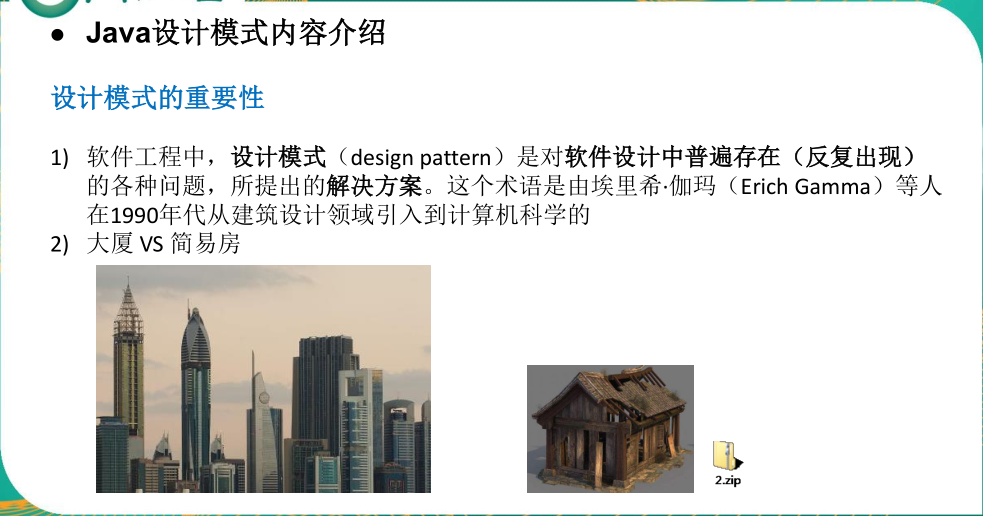 ● Java设计模式内容介绍
设计模式的重要性
1) 软件工程中，设计模式（design pattern）是对软件设计中普遍存在（反复出现）
的各种问题，所提出的解决方案。这个术语是由埃里希·伽玛（Erich Gamma）等人
在1990年代从建筑设计领域引入到计算机科学的
2) 大厦 VS 简易房
2.zip